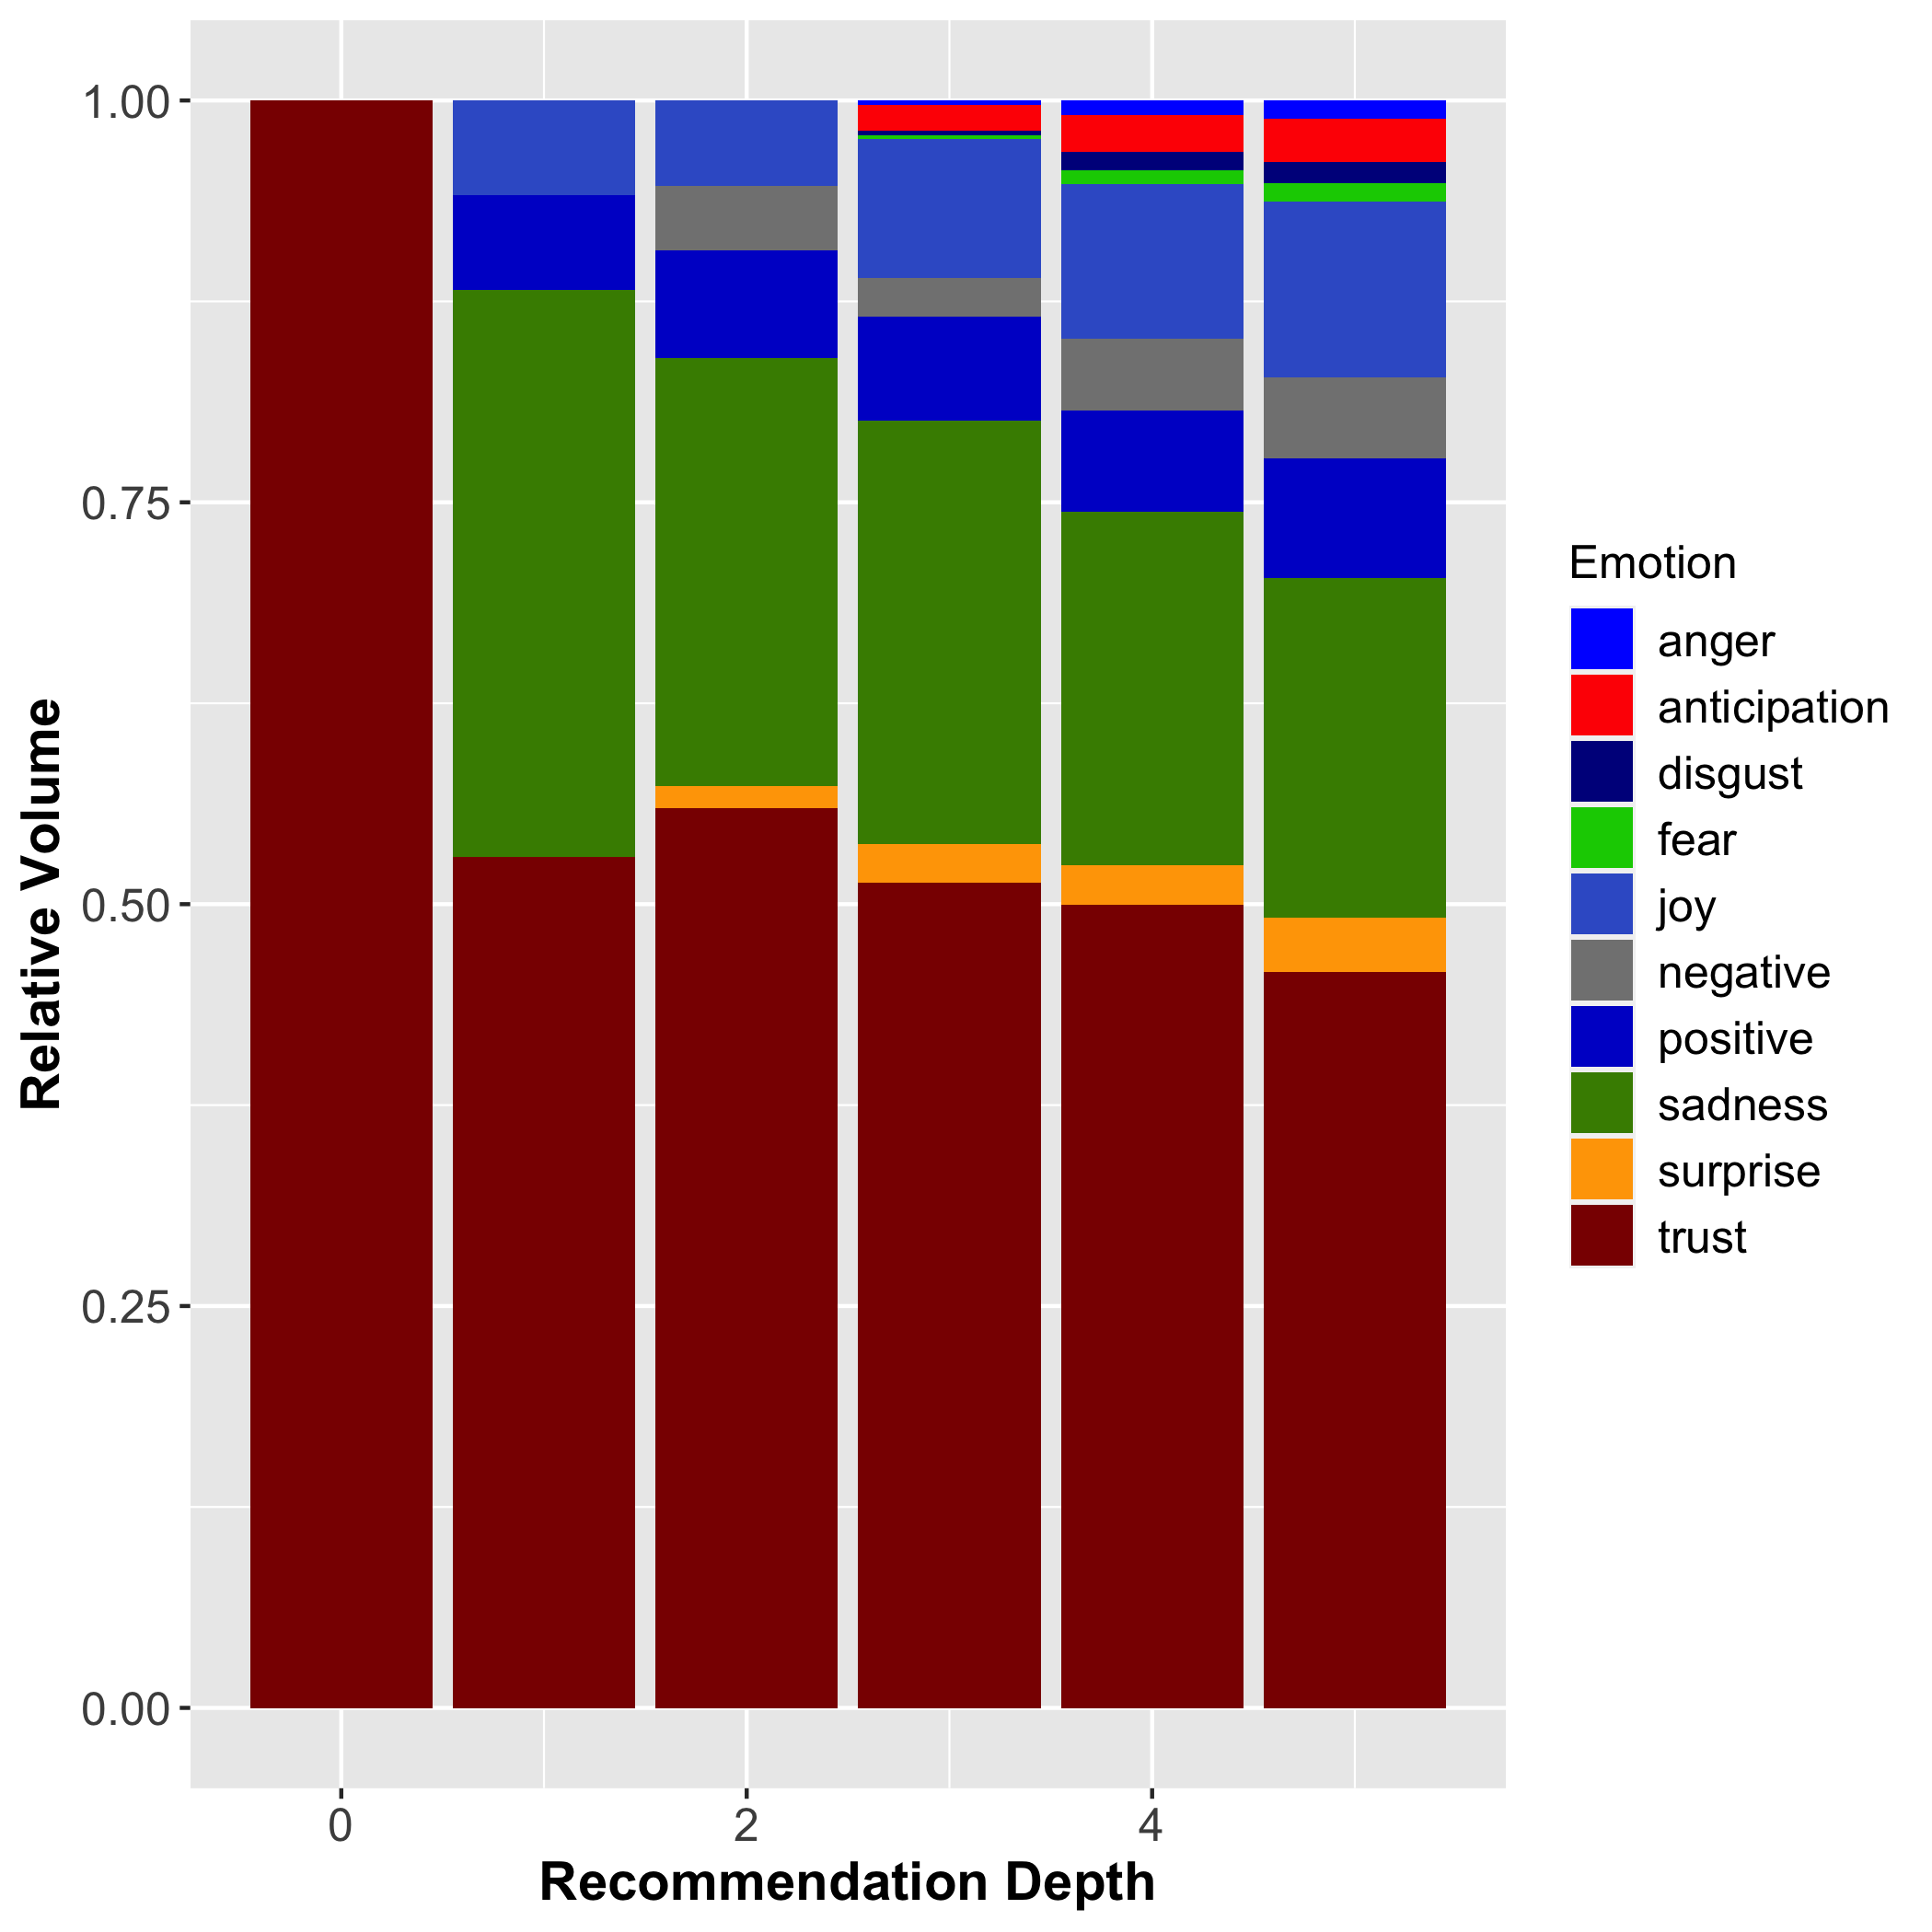 1.00
0.75
0.50
0.25
0.00
Relative Volume
0
2
4
Recommendation Depth
Emotion
anger
anticipation
disgust
fear
joy
negative
positive
sadness
surprise
trust